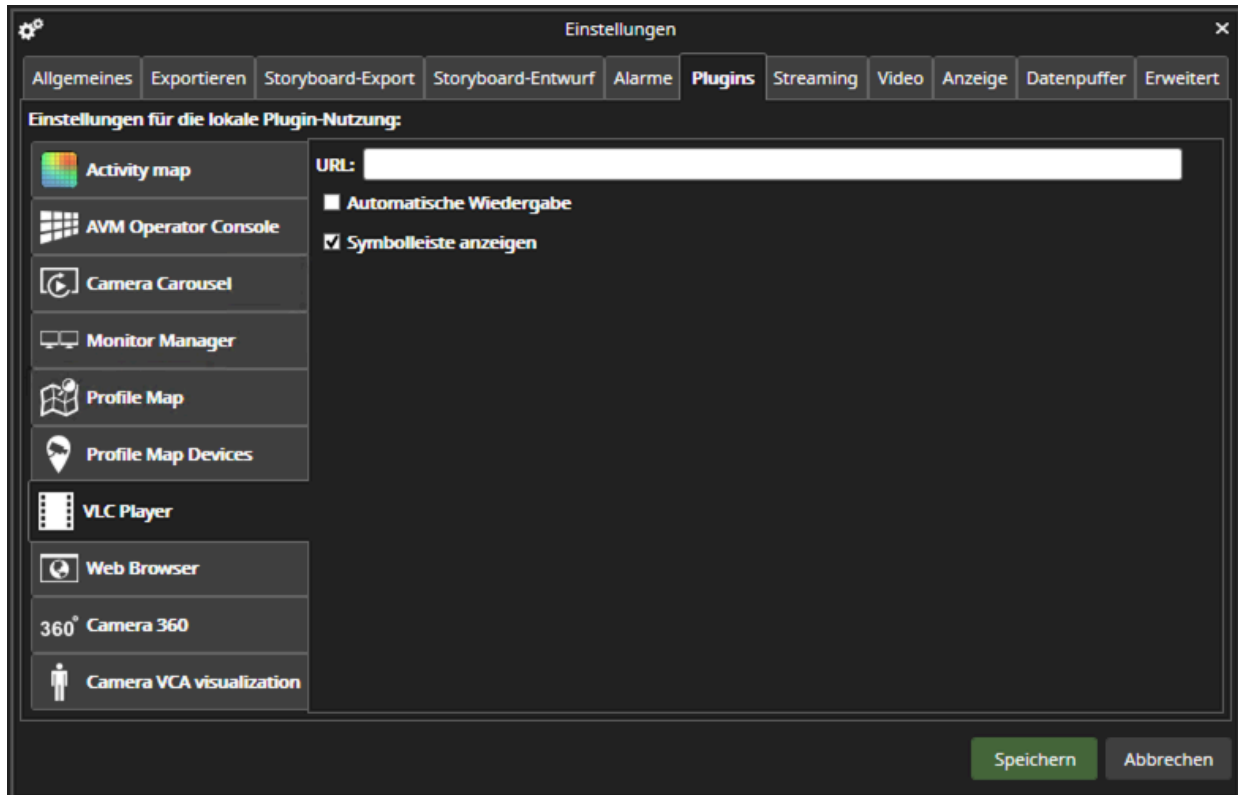 Einstellungen
Allgemeines Exportieren Storyboard-Export Storyboard-Entwurf Alarme Plugins Streaming Video Anzeige Datenpuffer Erweitert
Einstellungen für die lokale Plugin-Nutzung:
Activity map
AVM Operator Console
Camera Carousel
Monitor Manager
Profile Map
Profile Map Devices
VLC Player
Web Browser
360° Camera 360
Camera VCA visualization
URL:
Automatische Wiedergabe
Symbolleiste anzeigen
Speichern Abbrechen